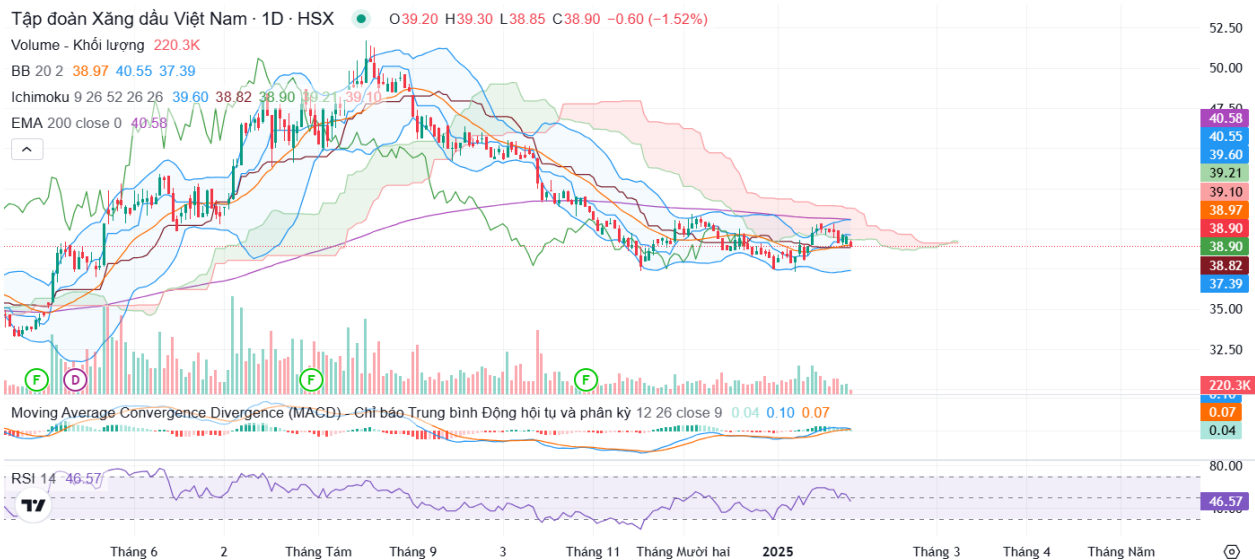 Tập đoàn Xăng dầu Việt Nam · 1D · HSX O39.20 H39.30 L38.85 C38.90 −0.60 (−1.52%)
Volume - Khối lượng 220.3K
BB 20 2 38.97 40.55 37.39
Ichimoku 9 26 52 26 26 39.60 38.82 38.90 39.21 39.10
EMA 200 close 0 40.58
52.50
50.00
47.50
40.58
40.55
39.60
39.21
39.10
38.97
38.90
38.90
38.82
37.39
35.00
32.50
F
D
F
F
220.3K
Moving Average Convergence Divergence (MACD) - Chỉ báo Trung bình Động hội tụ và phân kỳ 12 26 close 9 0.04 0.10 0.07
0.10
0.07
0.04
RSI 14 46.57
80.00
46.57
40.00
Tháng 6 2 Tháng Tám Tháng 9 3 Tháng 11 Tháng Mười hai 2025 Tháng 3 Tháng 4 Tháng Năm